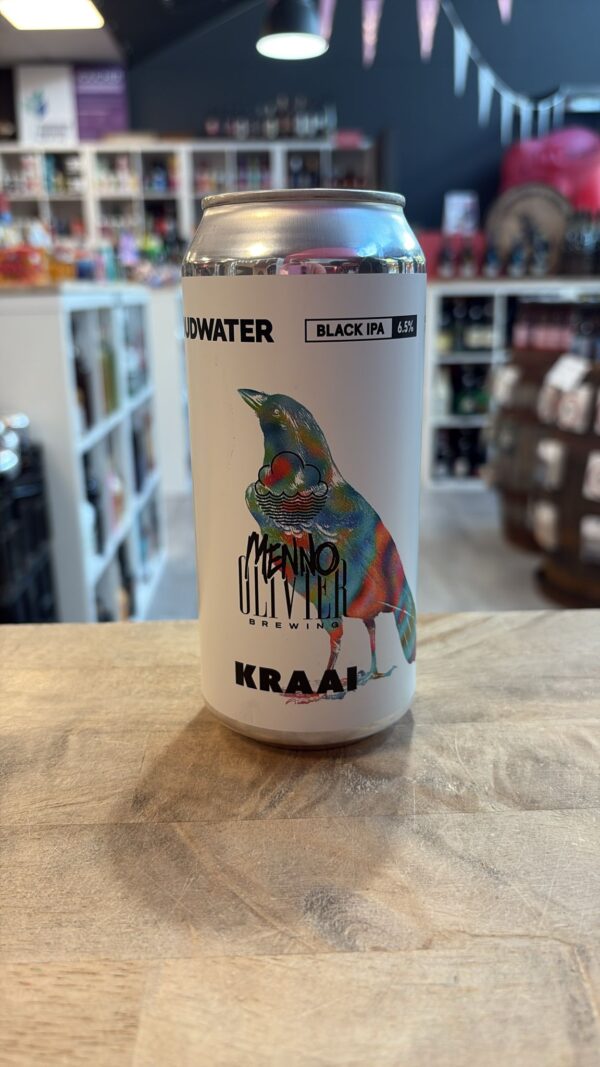 UDWATER
BLACK IPA 6.5%
MENNO
OLIVIER
BREWING
KRAAI